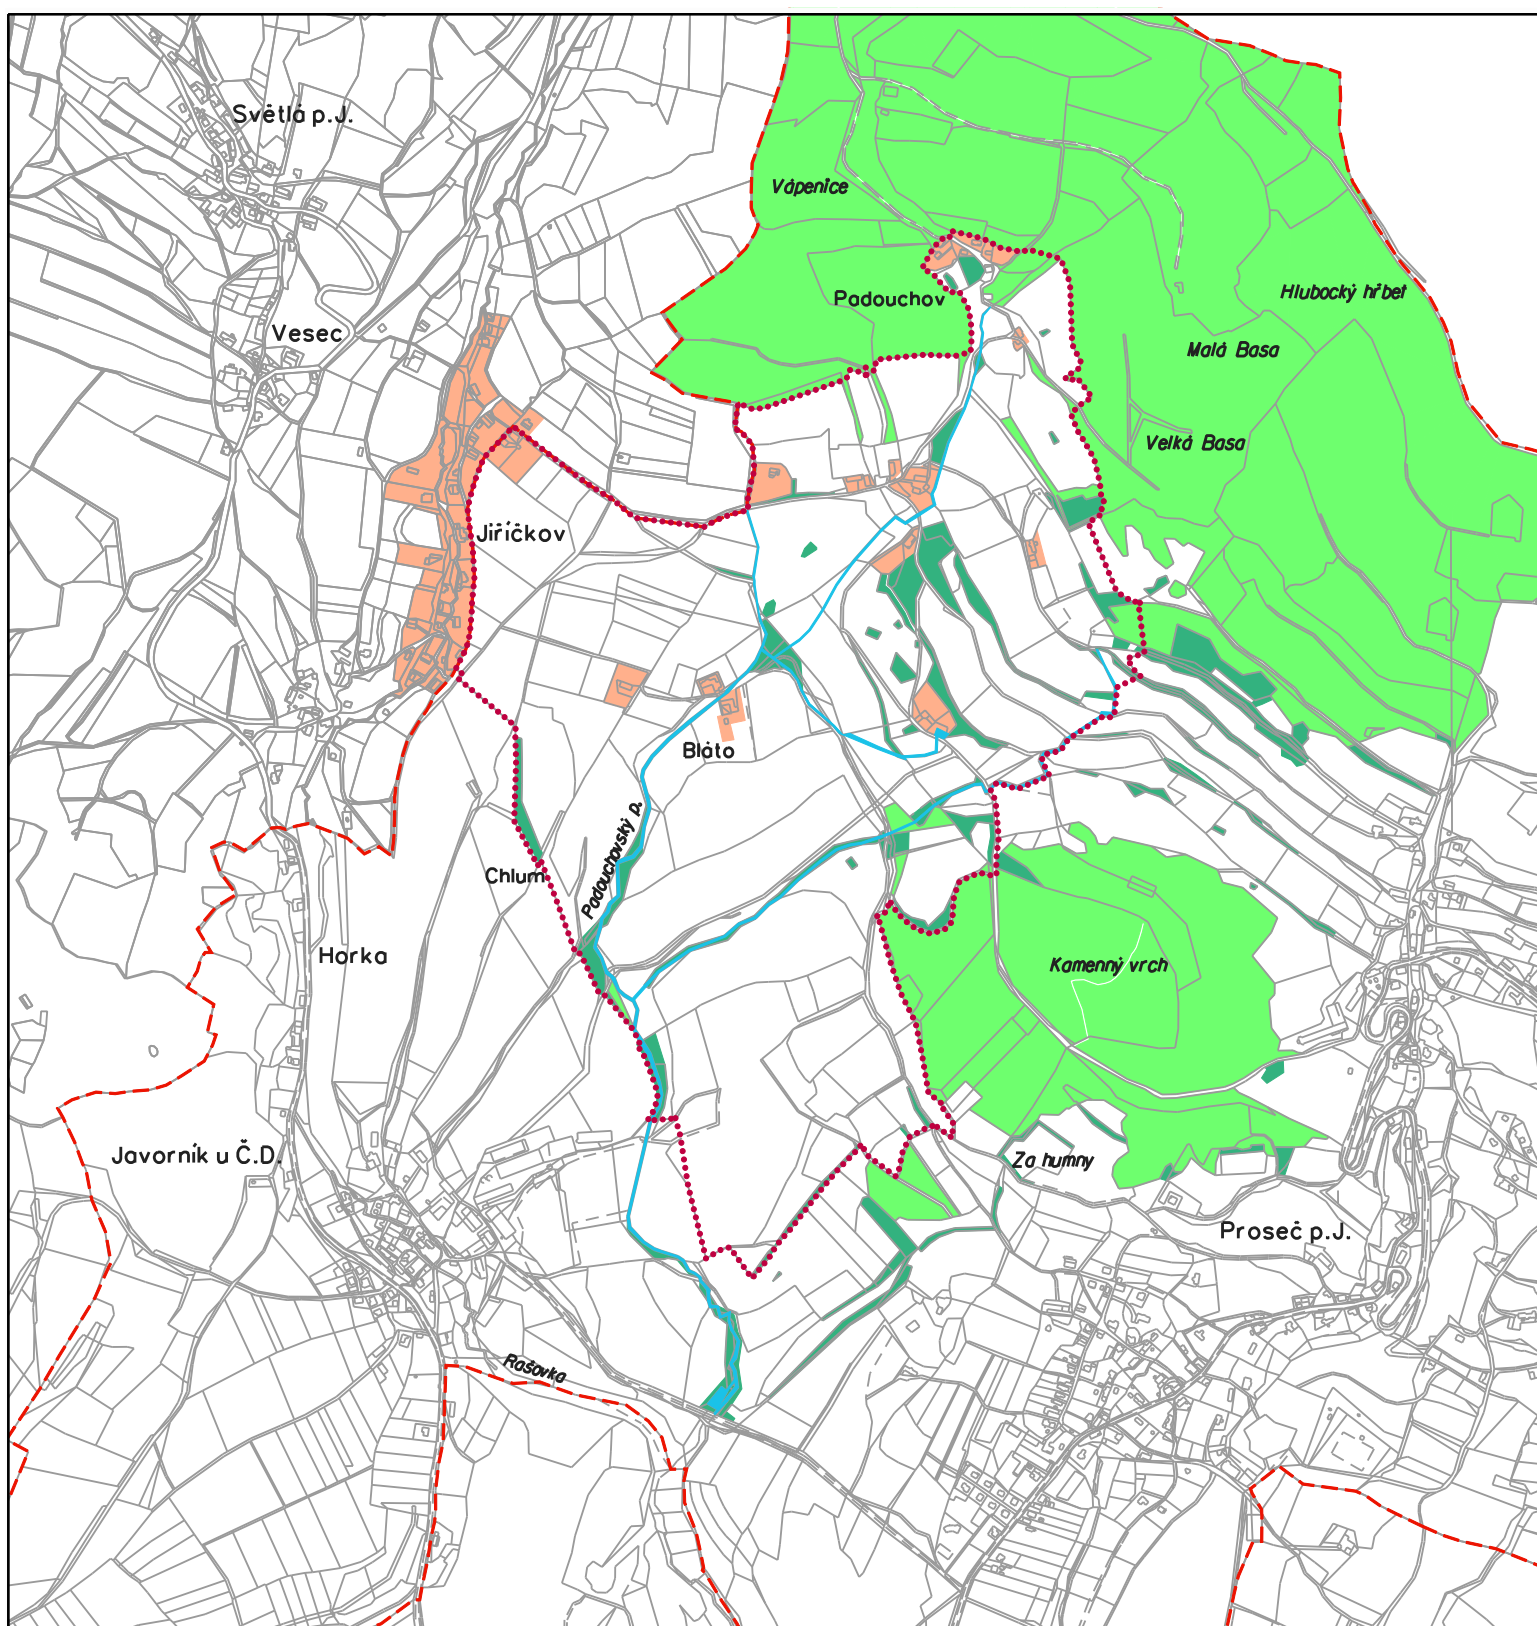 Světlá p.J.
Vápenice
Padouchov
Hlubocký hřbet
Vesec
Malá Basa
Velká Basa
Jiříčkov
Bláto
Padouchovský p.
Chlum
Horka
Kamenný vrch
Javorník u Č.D.
Za humny
Proseč p.J.
Rašovka